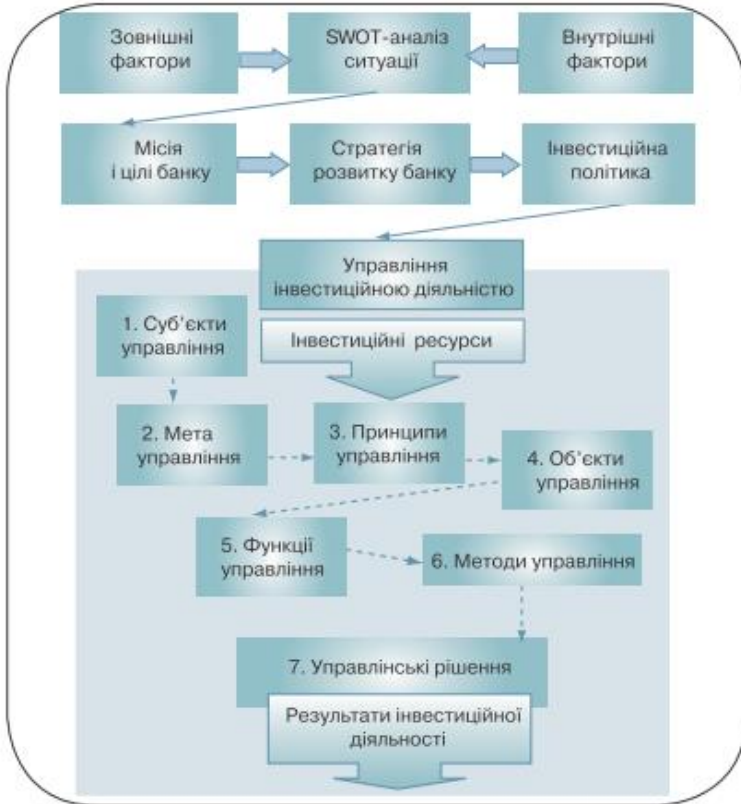 Зовнішні
фактори
SWOT-аналіз
ситуації
Внутрішні
фактори
Місія
і цілі банку
Стратегія
розвитку банку
Інвестиційна
політика
Управління
інвестиційною діяльністю
Інвестиційні ресурси
1. Суб'єкти
управління
2. Мета
управління
3. Принципи
управління
4. Об'єкти
управління
5. Функції
управління
6. Методи управління
7. Управлінські рішення
Результати інвестиційної
діяльності